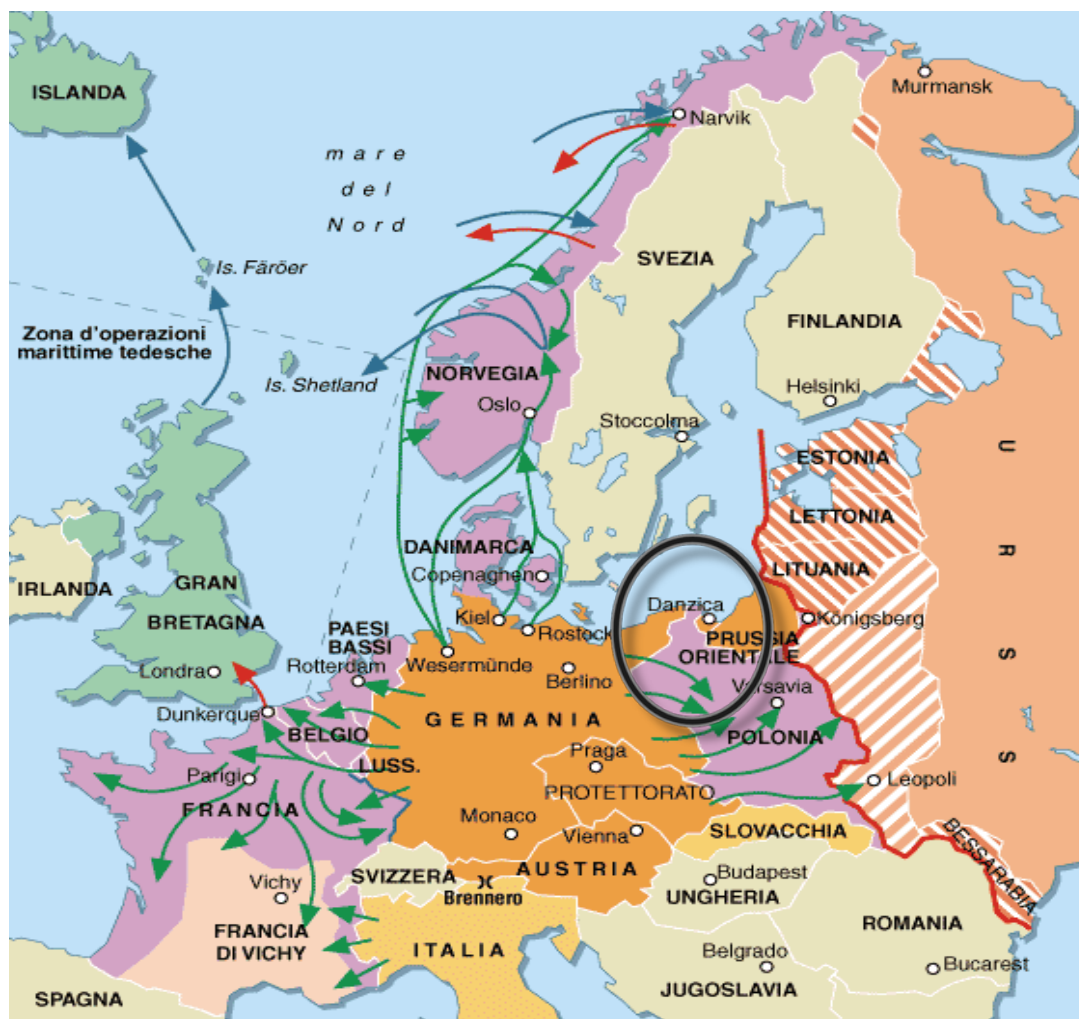 Murmansk
ISLANDA
Narvik
mare
del
Nord
SVEZIA
Is. Färöer
FINLANDIA
Zona d'operazioni
marittime tedesche
Is. Shetland
NORVEGIA
Helsinki
Oslo
Stoccolma
U
R
S
S
ESTONIA
LETTONIA
DANIMARCA
LITUANIA
Copenaghen
IRLANDA
GRAN
BRETAGNA
Kiel
Danzica
Königsberg
PAESI
BASSI
Rostock
PRUSSIA
ORIENTALE
Rotterdam
Wesermünde
Londra
Berlino
Varsavia
Dunkerque
GERMANIA
BELGIO
POLONIA
Praga
LUSS.
Parigi
Leopoli
PROTETTORATO
FRANCIA
Monaco
Vienna
SLOVACCHIA
BESSARABIA
AUSTRIA
SVIZZERA
Budapest
Vichy
Brennero
UNGHERIA
ROMANIA
FRANCIA
DI VICHY
ITALIA
Belgrado
Bucarest
SPAGNA
JUGOSLAVIA